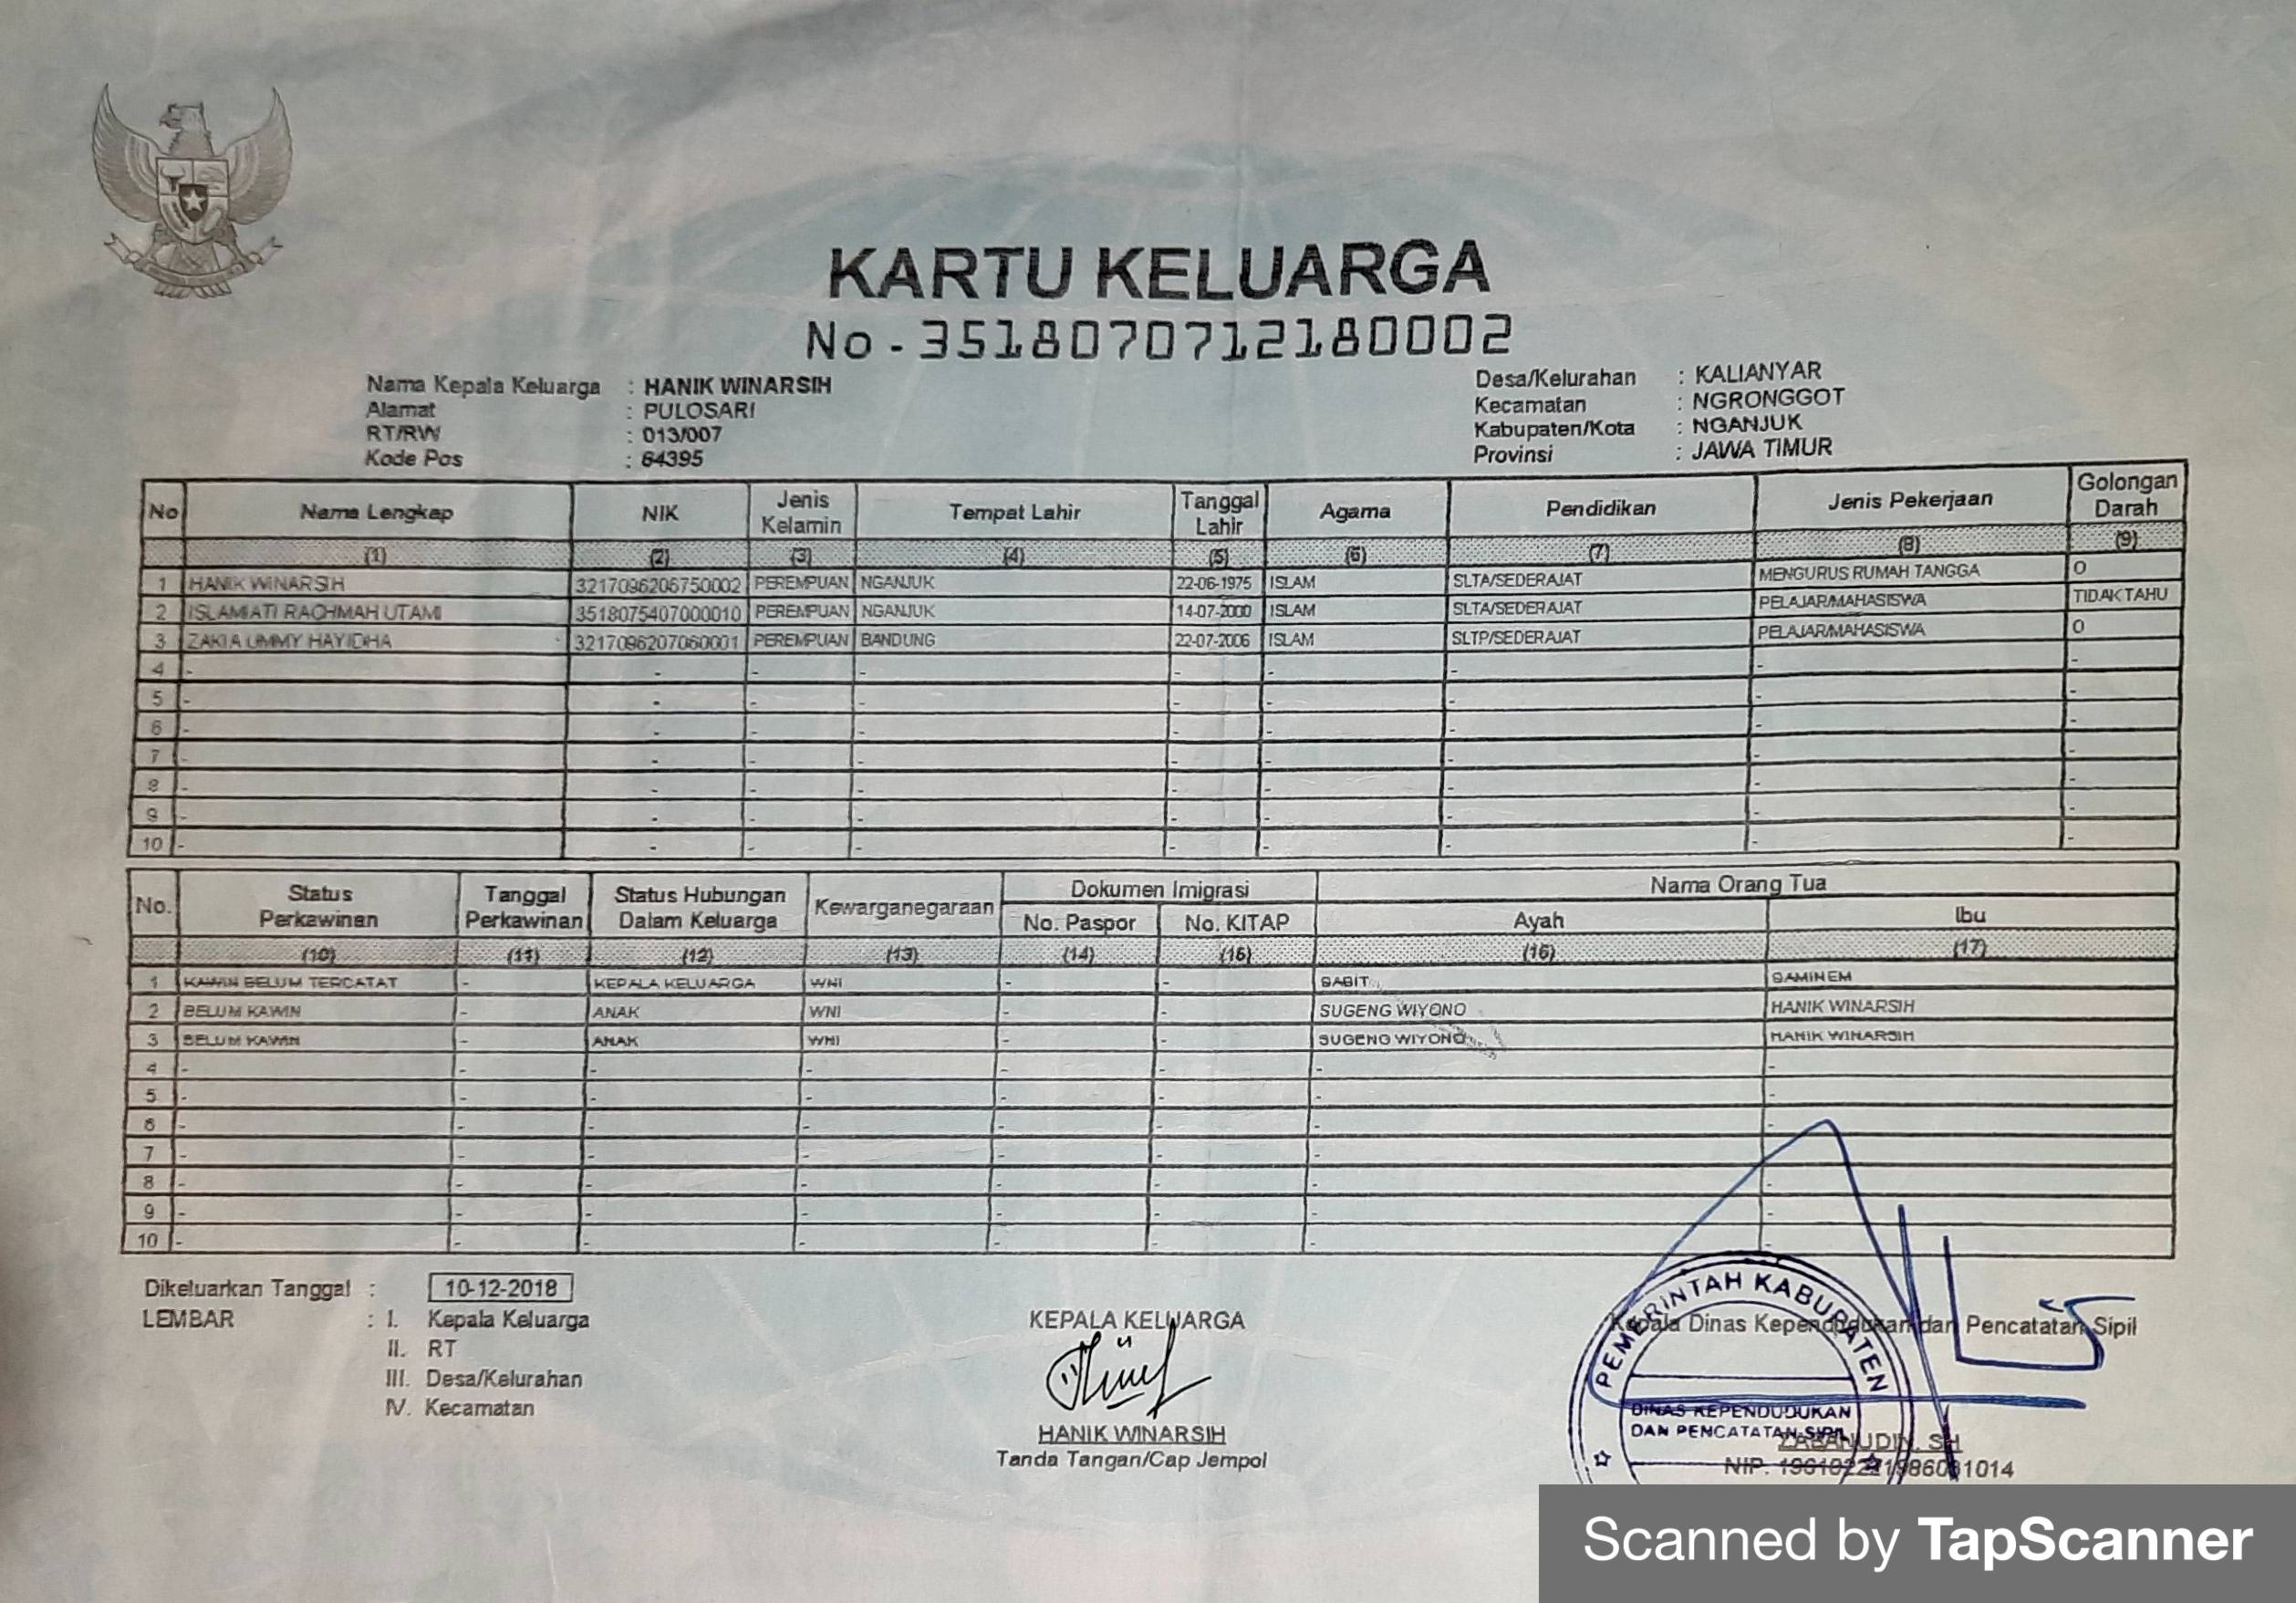 KARTU KELUARGA
No - 3518070712180002
Nama Kepala Keluarga : HANIK WINARSIH
Alamat : PULOSARI
RT/RW : 013/007
Kode Pos : 64395
Desa/Kelurahan : KALIANYAR
Kecamatan : NGRONGGOT
Kabupaten/Kota : NGANJUK
Provinsi : JAWA TIMUR
No Nama Lengkap NIK Jenis Kelamin Tempat Lahir Tanggal Lahir Agama Pendidikan Jenis Pekerjaan Golongan Darah
(1) (2) (3) (4) (5) (6) (7) (8) (9)
1 HANIK WINARSIH 3217096206750002 PEREMPUAN NGANJUK 22-06-1975 ISLAM SLTA/SEDERAJAT MENGURUS RUMAH TANGGA O
2 ISLAMIATI RACHMAH UTAMI 3518075407000010 PEREMPUAN NGANJUK 14-07-2000 ISLAM SLTA/SEDERAJAT PELAJAR/MAHASISWA TIDAK TAHU
3 ZAKIA UMMY HAYIDHA 3217096207060001 PEREMPUAN BANDUNG 22-07-2006 ISLAM SLTP/SEDERAJAT PELAJAR/MAHASISWA O
4 - - - - - - - - -
5 - - - - - - - - -
6 - - - - - - - - -
7 - - - - - - - - -
8 - - - - - - - - -
9 - - - - - - - - -
10 - - - - - - - - -
No. Status Perkawinan Tanggal Perkawinan Status Hubungan Dalam Keluarga Kewarganegaraan Dokumen Imigrasi Nama Orang Tua
No. Paspor No. KITAP Ayah Ibu
(10) (11) (12) (13) (14) (15) (16) (17)
1 KAWIN BELUM TERCATAT - KEPALA KELUARGA WNI - - SABIT SAMINEM
2 BELUM KAWIN - ANAK WNI - - SUGENG WIYONO HANIK WINARSIH
3 BELUM KAWIN - ANAK WNI - - SUGENG WIYONO HANIK WINARSIH
4 - - - - - - - -
5 - - - - - - - -
6 - - - - - - - -
7 - - - - - - - -
8 - - - - - - - -
9 - - - - - - - -
10 - - - - - - - -
Dikeluarkan Tanggal : 10-12-2018
LEMBAR : I. Kepala Keluarga
II. RT
III. Desa/Kelurahan
IV. Kecamatan
KEPALA KELUARGA
HANIK WINARSIH
Tanda Tangan/Cap Jempol
Kepala Dinas Kependudukan dan Pencatatan Sipil
PEMERINTAH KABUPATEN
DINAS KEPENDUDUKAN
DAN PENCATATAN SIPIL
SH
NIP.
Scanned by TapScanner